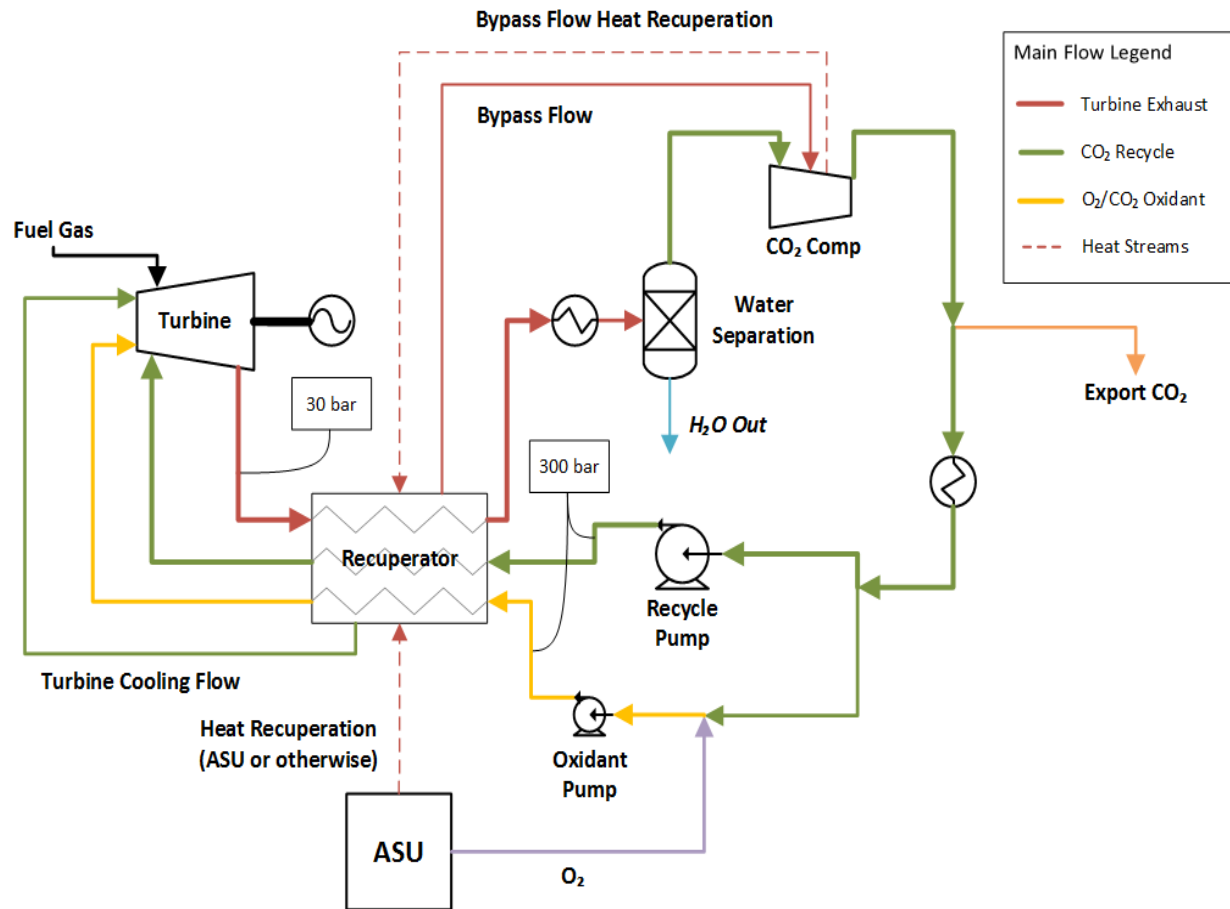 Bypass Flow Heat Recuperation
Main Flow Legend
Turbine Exhaust
CO₂ Recycle
O₂/CO₂ Oxidant
Heat Streams
Bypass Flow
CO₂ Comp
Fuel Gas
Turbine
Water
Separation
30 bar
Export CO₂
H₂O Out
300 bar
Recuperator
Recycle
Pump
Turbine Cooling Flow
Heat Recuperation
(ASU or otherwise)
Oxidant
Pump
ASU
O₂